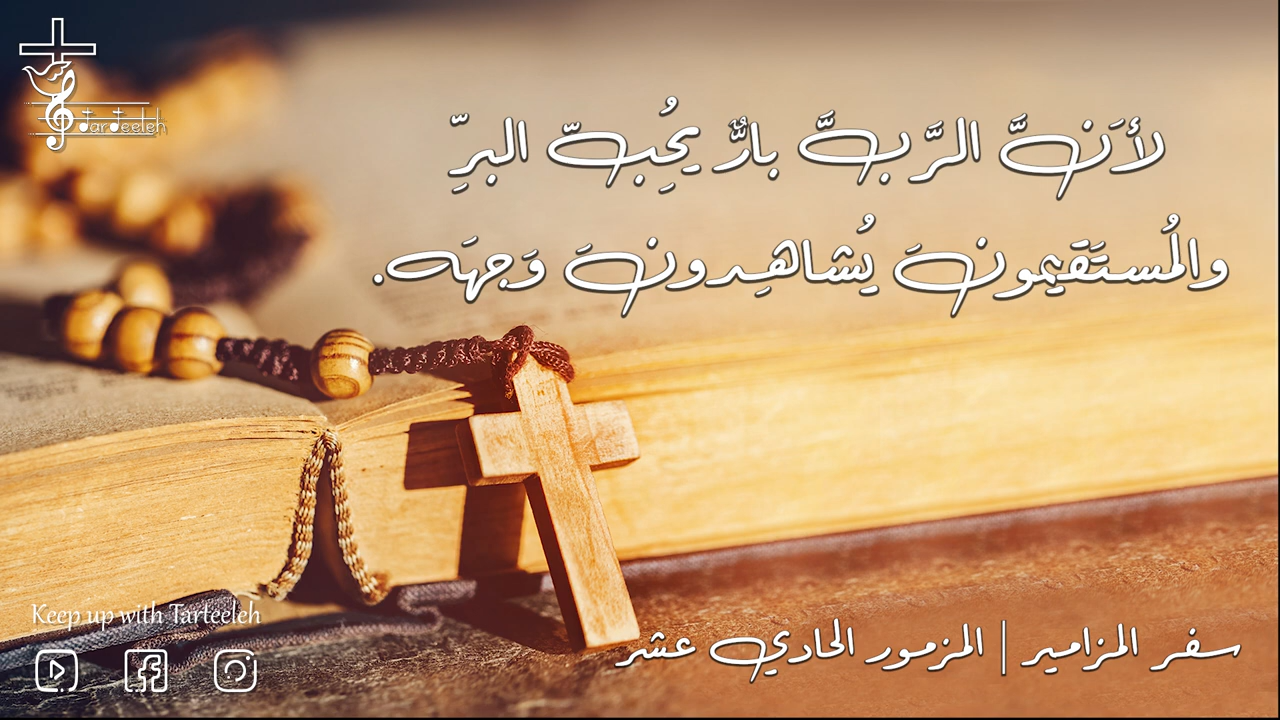 Tarteeleh
لأنَّ الرَّبَّ بارٌّ يُحِبّ البرِّ
والمُستَقيمونَ يُشاهِدونَ وَجهَه.
Keep up with Tarteeleh
سفر المزامير | المزمور الحادي عشر